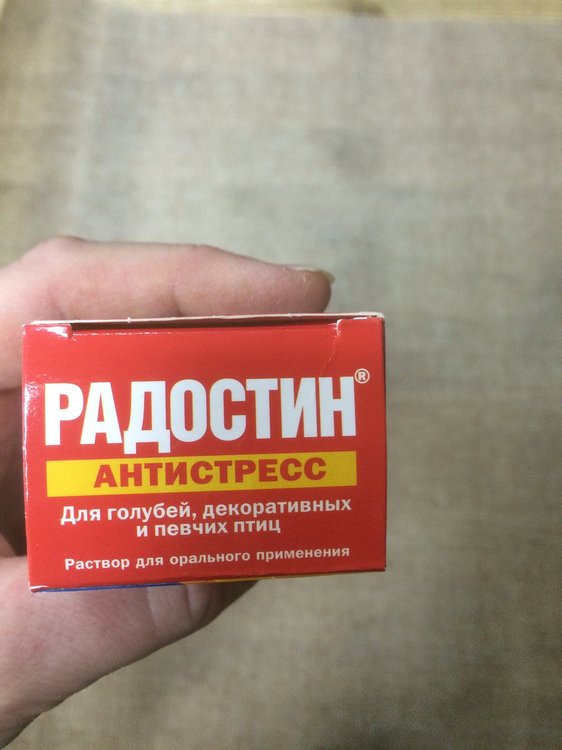 РАДОСТИН®
АНТИСТРЕСС
Для голубей, декоративных
и певчих птиц
Раствор для орального применения